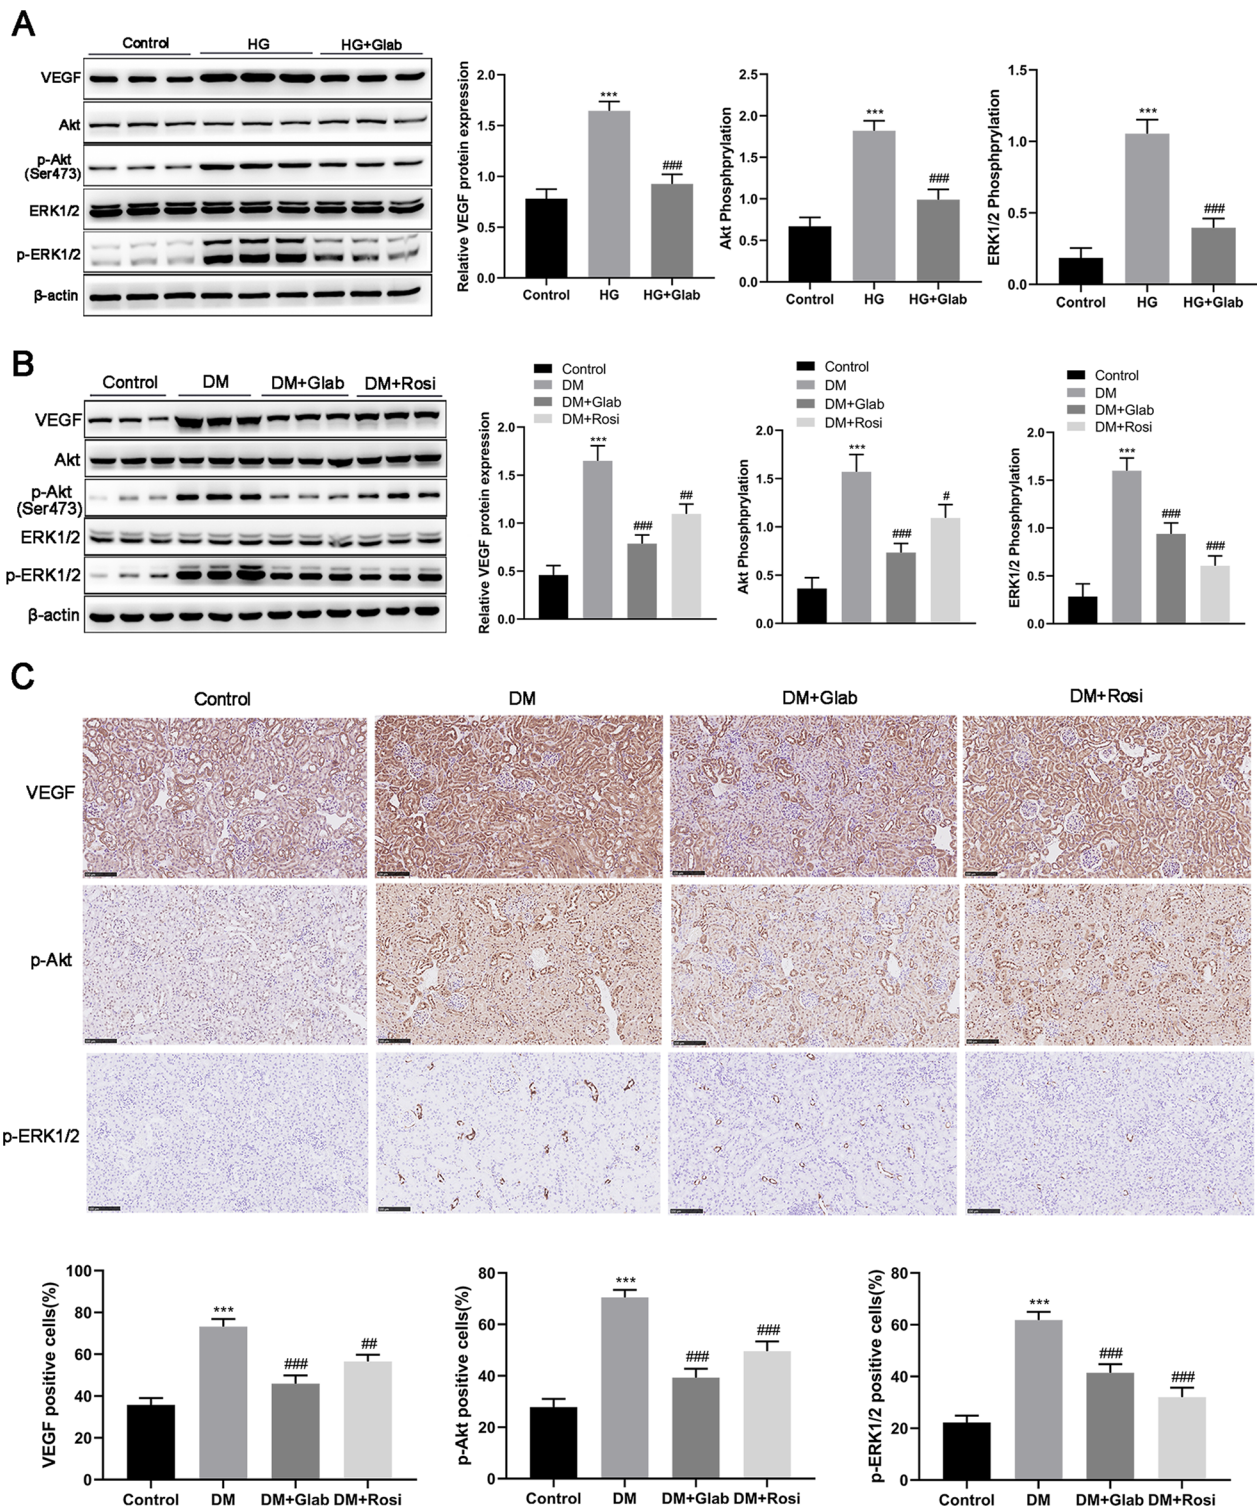 A
Control HG HG+Glab
VEGF
Akt
p-Akt
(Ser473)
ERK1/2
p-ERK1/2
β-actin
Relative VEGF protein expression
2.0
1.5
1.0
0.5
0.0
***
###
Control HG HG+Glab
Akt Phosphprylation
2.5
2.0
1.5
1.0
0.5
0.0
***
###
Control HG HG+Glab
ERK1/2 Phosphprylation
1.5
1.0
0.5
0.0
***
###
Control HG HG+Glab
B
Control DM DM+Glab DM+Rosi
VEGF
Akt
p-Akt
(Ser473)
ERK1/2
p-ERK1/2
β-actin
Control
DM
DM+Glab
DM+Rosi
Relative VEGF protein expression
2.0
1.5
1.0
0.5
0.0
***
###
##
Control
DM
DM+Glab
DM+Rosi
Akt Phosphprylation
2.0
1.5
1.0
0.5
0.0
***
###
#
Control
DM
DM+Glab
DM+Rosi
ERK1/2 Phosphprylation
2.0
1.5
1.0
0.5
0.0
***
###
###
C
Control DM DM+Glab DM+Rosi
VEGF
p-Akt
p-ERK1/2
VEGF positive cells(%)
100
80
60
40
20
0
***
###
##
Control DM DM+Glab DM+Rosi
p-Akt positive cells(%)
80
60
40
20
0
***
###
###
Control DM DM+Glab DM+Rosi
p-ERK1/2 positive cells(%)
80
60
40
20
0
***
###
###
Control DM DM+Glab DM+Rosi